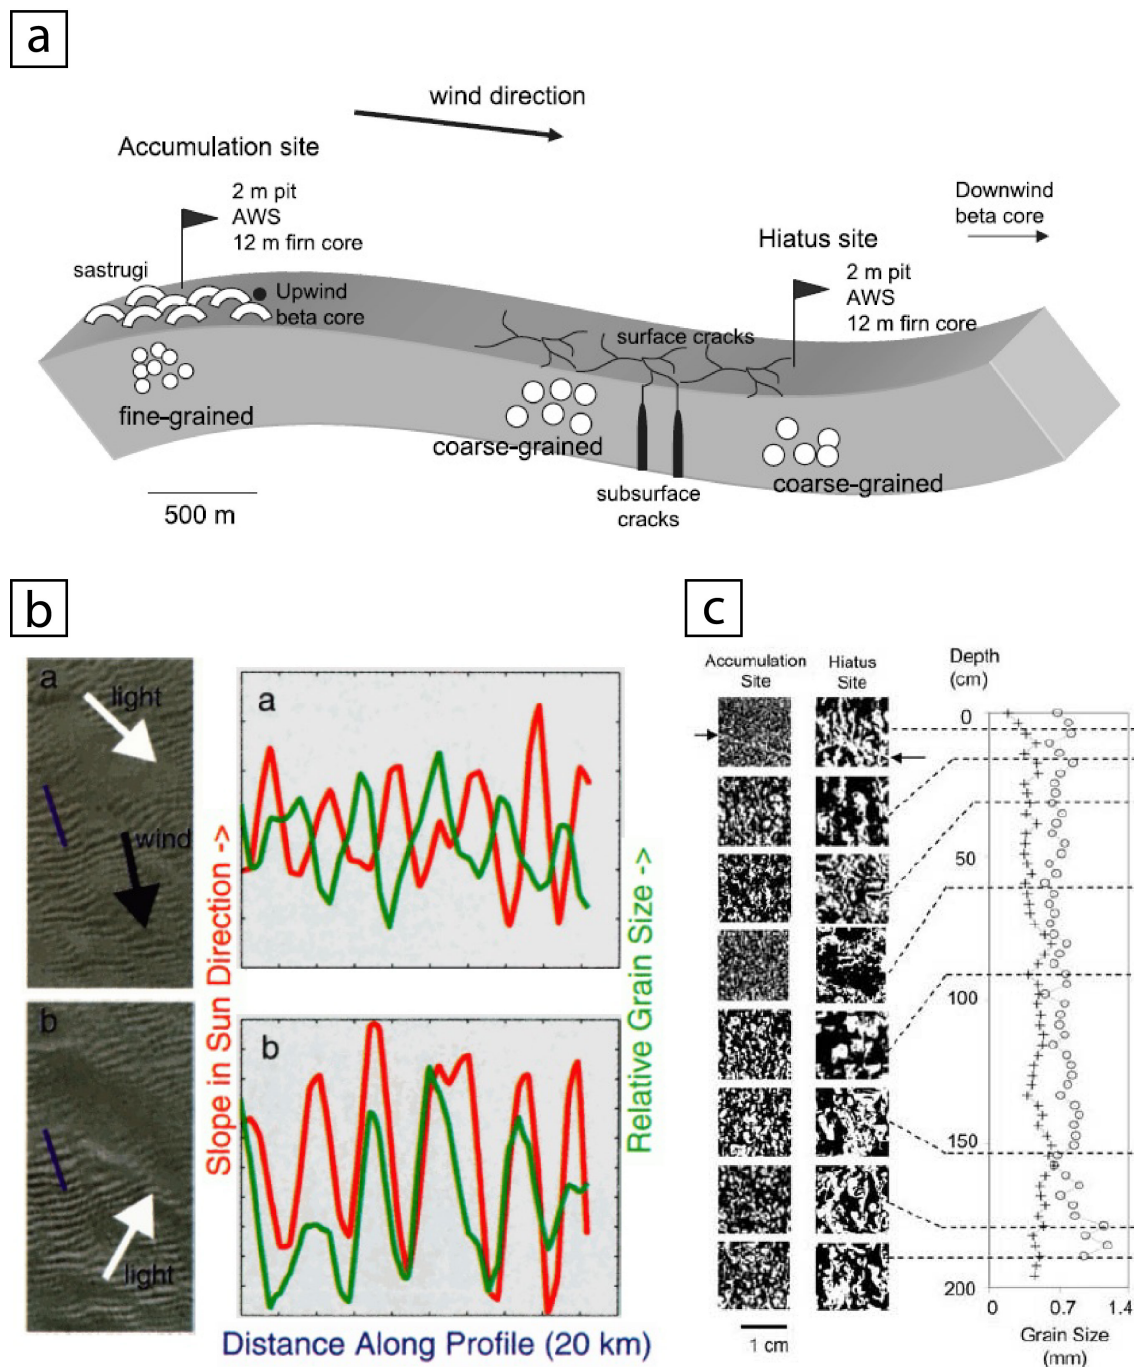 a
wind direction
Accumulation site
2 m pit
AWS
12 m firn core
Downwind
beta core
Hiatus site
2 m pit
AWS
12 m firn core
sastrugi
Upwind
beta core
surface cracks
fine-grained
coarse-grained
coarse-grained
subsurface
cracks
500 m
b
a
light
wind
b
light
Slope in Sun Direction ->
a
b
Relative Grain Size ->
Distance Along Profile (20 km)
c
Accumulation
Site
Hiatus
Site
Depth
(cm)
0
50
100
150
200
0
0.7
1.4
Grain Size
(mm)
1 cm